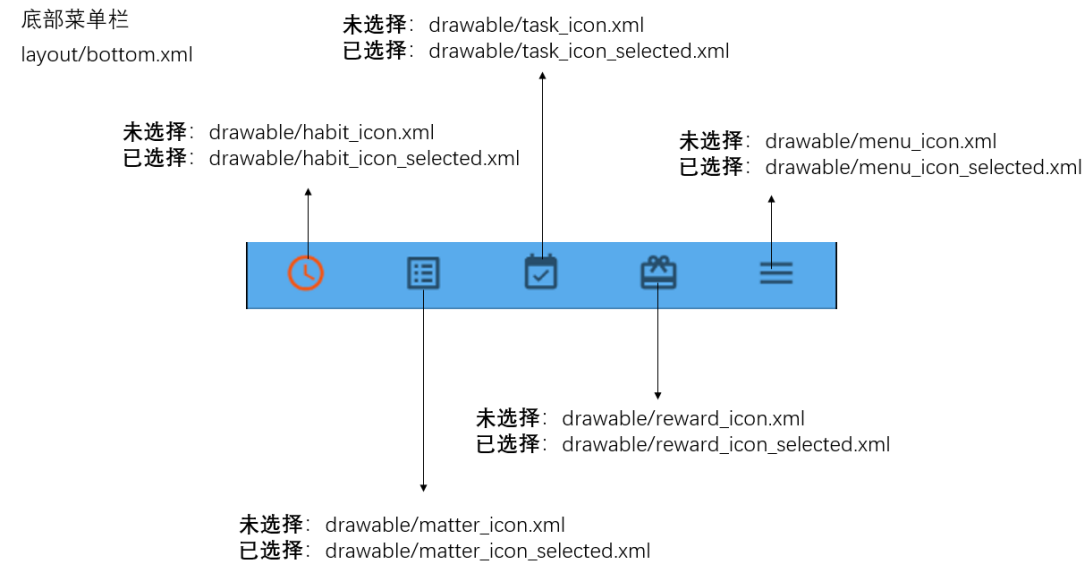 底部菜单栏
layout/bottom.xml
未选择：drawable/task_icon.xml
已选择：drawable/task_icon_selected.xml
未选择：drawable/habit_icon.xml
已选择：drawable/habit_icon_selected.xml
未选择：drawable/menu_icon.xml
已选择：drawable/menu_icon_selected.xml
未选择：drawable/reward_icon.xml
已选择：drawable/reward_icon_selected.xml
未选择：drawable/matter_icon.xml
已选择：drawable/matter_icon_selected.xml